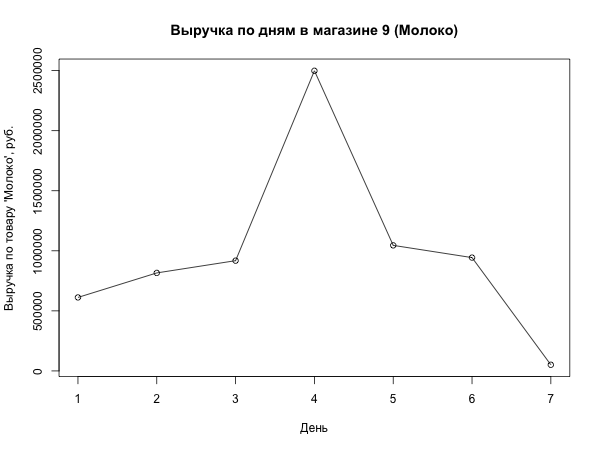 Выручка по дням в магазине 9 (Молоко)
Выручка по товару 'Молоко', руб.
2500000
2000000
1500000
1000000
500000
0
1 2 3 4 5 6 7
День